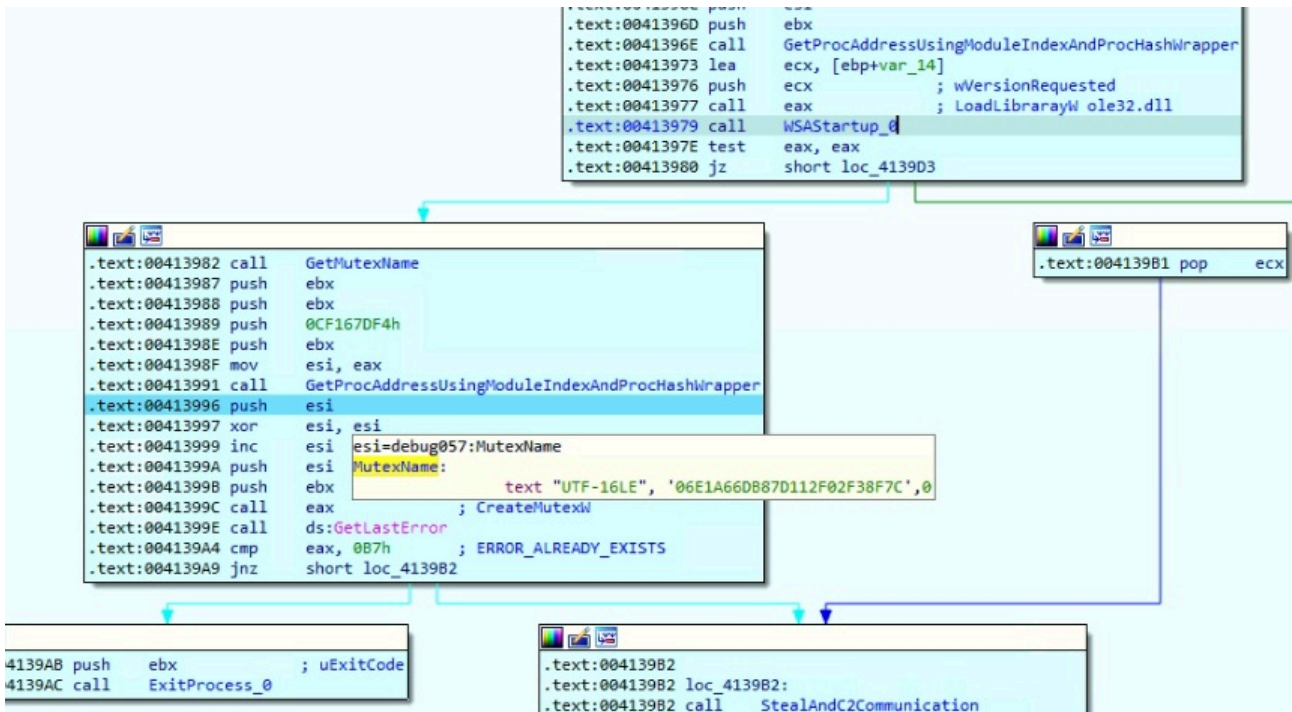 .text:0041396D push ebx
.text:0041396E call GetProcAddressUsingModuleIndexAndProcHashWrapper
.text:00413973 lea ecx, [ebp+var_14]
.text:00413976 push ecx ; wVersionRequested
.text:00413977 call eax ; LoadLibrarayW ole32.dll
.text:00413979 call WSAStartup_0
.text:0041397E test eax, eax
.text:00413980 jz short loc_4139D3
.text:00413982 call GetMutexName
.text:00413987 push ebx
.text:00413988 push ebx
.text:00413989 push 0CF167DF4h
.text:0041398E push ebx
.text:0041398F mov esi, eax
.text:00413991 call GetProcAddressUsingModuleIndexAndProcHashWrapper
.text:00413996 push esi
.text:00413997 xor esi, esi
.text:00413999 inc esi
.text:0041399A push esi
.text:0041399B push ebx
.text:0041399C call eax ; CreateMutexW
.text:0041399E call ds:GetLastError
.text:004139A4 cmp eax, 0B7h ; ERROR_ALREADY_EXISTS
.text:004139A9 jnz short loc_4139B2
esi=debug057:MutexName
MutexName:
text "UTF-16LE", '06E1A66DB87D112F02F38F7C',0
.text:004139B1 pop ecx
4139AB push ebx ; uExitCode
4139AC call ExitProcess_0
.text:004139B2
.text:004139B2 loc_4139B2:
.text:004139B2 call StealAndC2Communication